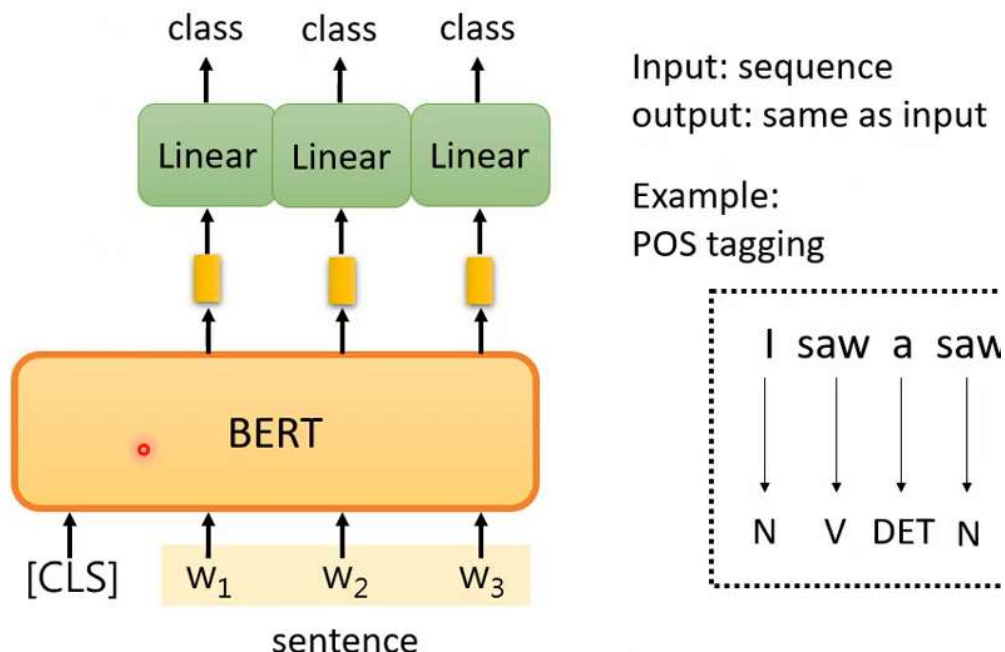 class class class
Linear Linear Linear
BERT
[CLS] w1 w2 w3
sentence
Input: sequence
output: same as input
Example:
POS tagging
I saw a saw
N V DET N